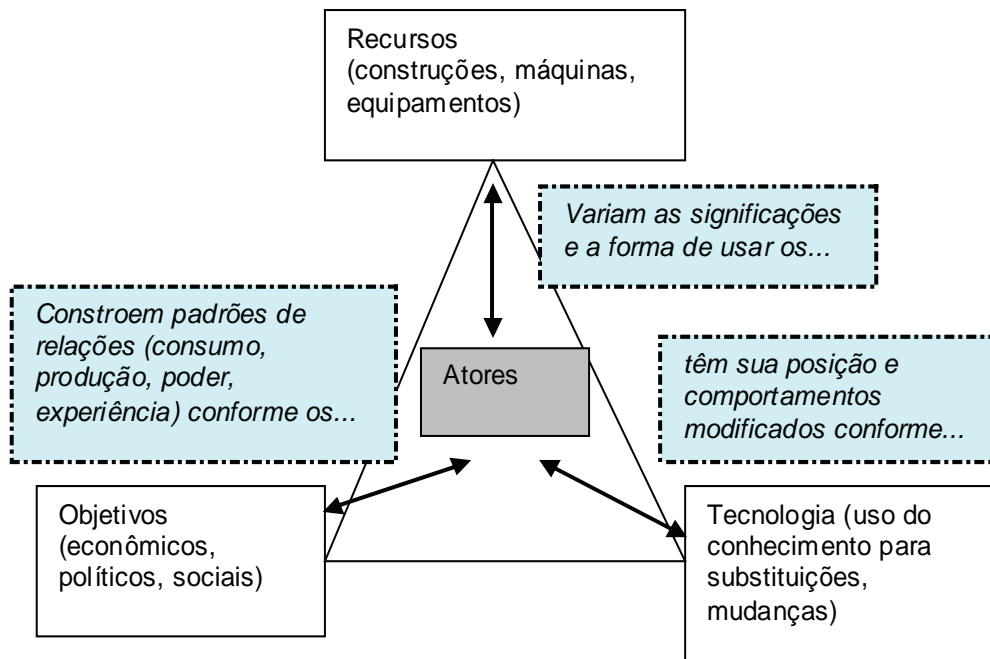 Recursos
(construções, máquinas,
equipamentos)
Variam as significações
e a forma de usar os...
Constroem padrões de
relações (consumo,
produção, poder,
experiência) conforme os...
Atores
têm sua posição e
comportamentos
modificados conforme...
Objetivos
(econômicos,
políticos, sociais)
Tecnologia (uso do
conhecimento para
substituições,
mudanças)